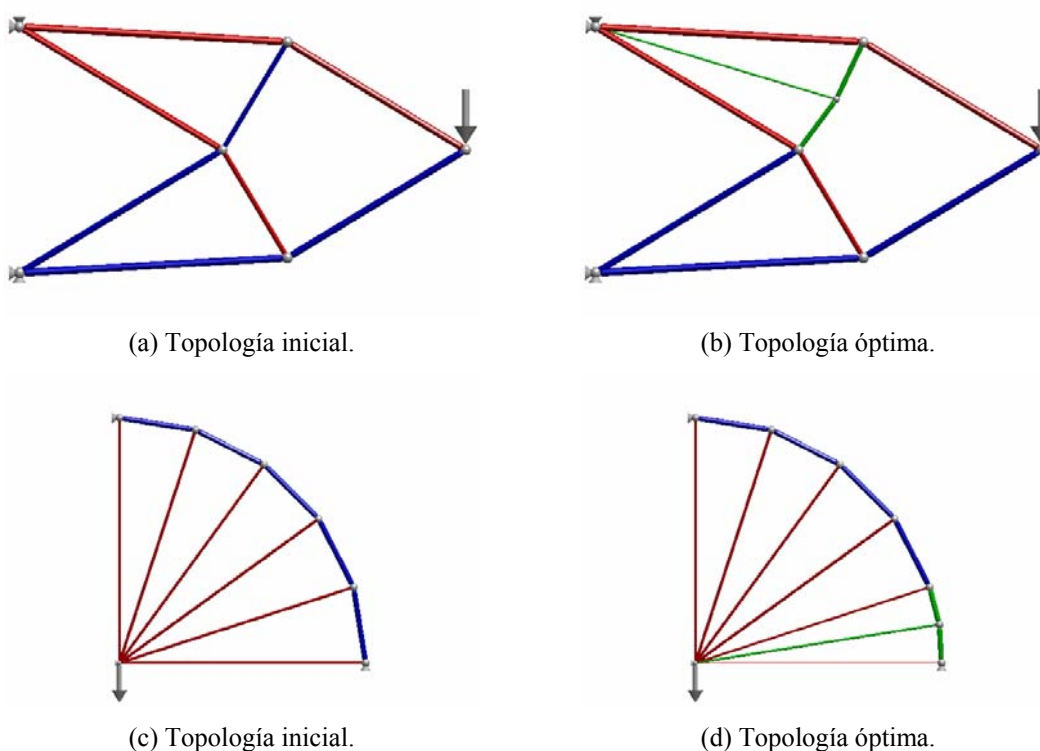 (a) Topología inicial.
(b) Topología óptima.
(c) Topología inicial.
(d) Topología óptima.